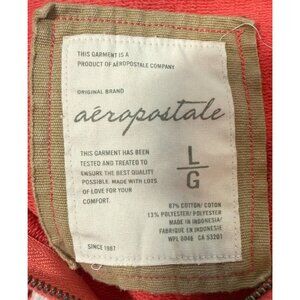 THIS GARMENT IS A
PRODUCT OF AÉROPOSTALE COMPANY
ORIGINAL BRAND
aéropostale
THIS GARMENT HAS BEEN
TESTED AND TREATED TO
ENSURE THE BEST QUALITY
POSSIBLE. MADE WITH LOTS
OF LOVE FOR YOUR
COMFORT.
L
G
87% COTTON/ COTON
13% POLYESTER/ POLYESTER
MADE IN INDONESIA/
FABRIQUE EN INDONESIE
WPL 0046 CA 53201
SINCE 1987